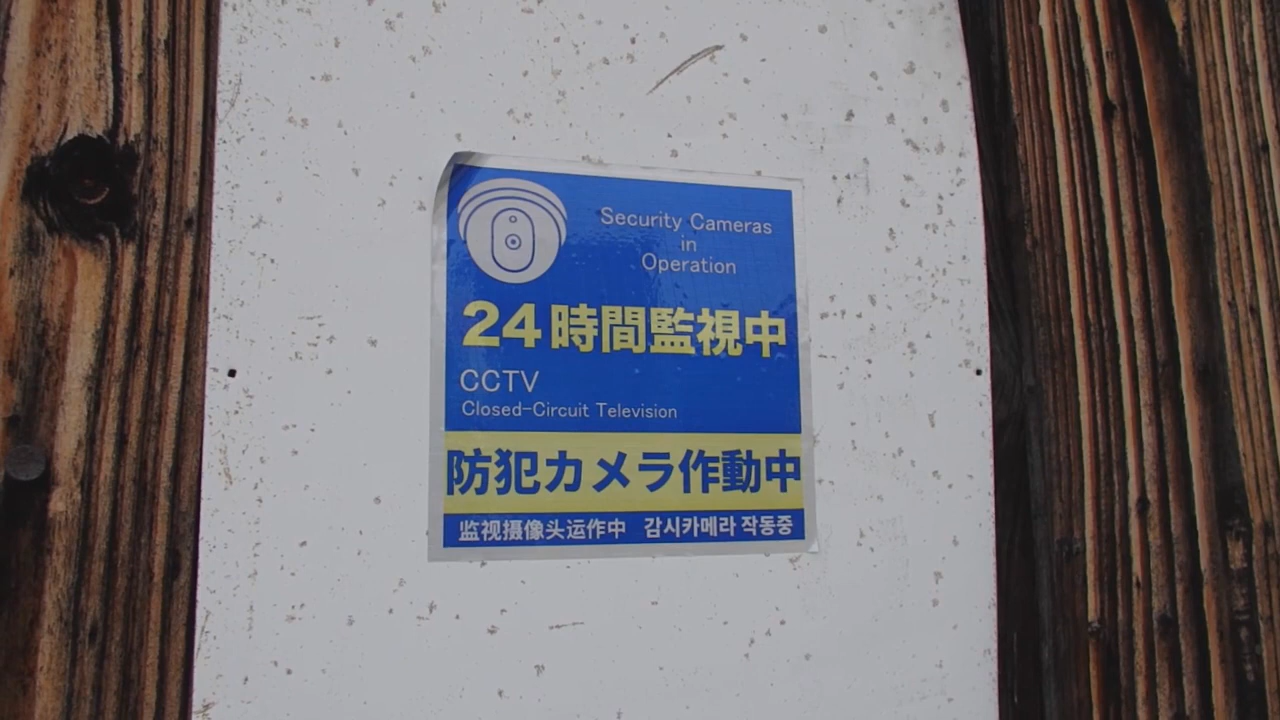 Security Cameras
in
Operation
24時間監視中
CCTV
Closed-Circuit Television
防犯カメラ作動中
监视摄像头运作中 감시카메라 작동중